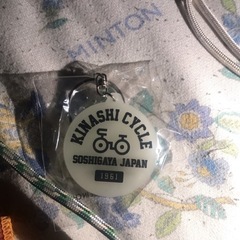 MINTON
KINASHI CYCLE
SOSHIGAYA JAPAN
1961